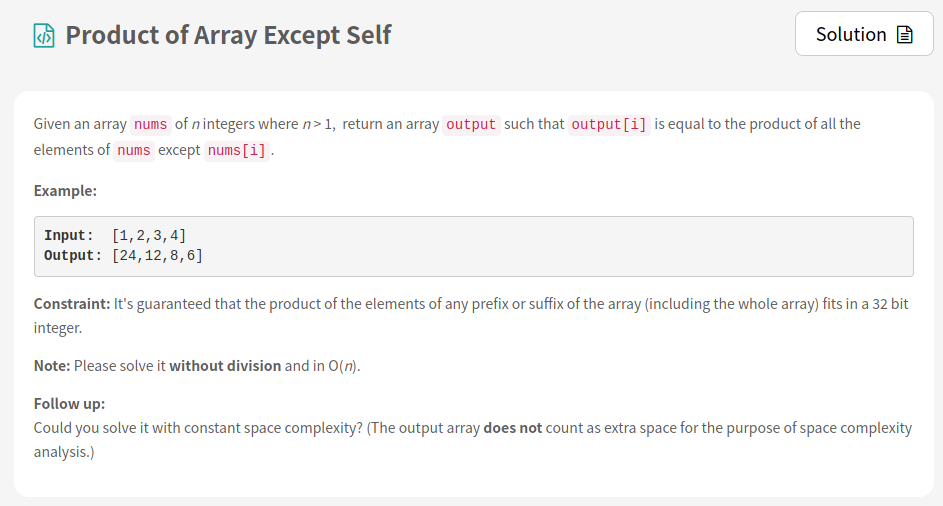 Product of Array Except Self
Solution
Given an array nums of n integers where n > 1,  return an array output such that output[i] is equal to the product of all the
elements of nums except nums[i].
Example:
Input:  [1,2,3,4]
Output: [24,12,8,6]
Constraint: It's guaranteed that the product of the elements of any prefix or suffix of the array (including the whole array) fits in a 32 bit
integer.
Note: Please solve it without division and in O(n).
Follow up:
Could you solve it with constant space complexity? (The output array does not count as extra space for the purpose of space complexity
analysis.)